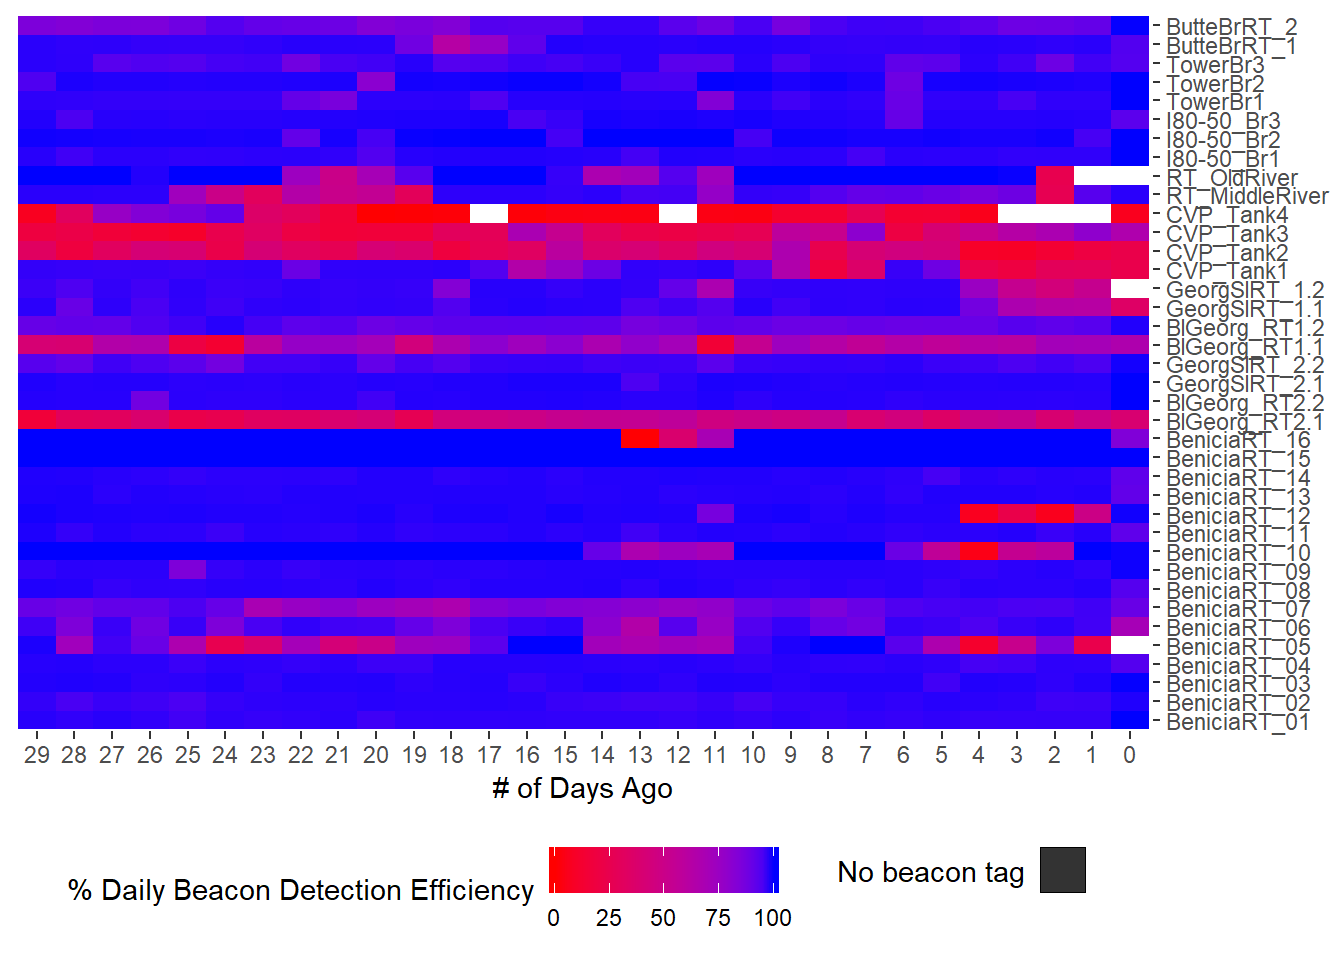 ButteBrRT_2
ButteBrRT_1
TowerBr3
TowerBr2
TowerBr1
I80-50_Br3
I80-50_Br2
I80-50_Br1
RT_OldRiver
RT_MiddleRiver
CVP_Tank4
CVP_Tank3
CVP_Tank2
CVP_Tank1
GeorgSlRT_1.2
GeorgSlRT_1.1
BlGeorg_RT1.2
BlGeorg_RT1.1
GeorgSlRT_2.2
GeorgSlRT_2.1
BlGeorg_RT2.2
BlGeorg_RT2.1
BeniciaRT_16
BeniciaRT_15
BeniciaRT_14
BeniciaRT_13
BeniciaRT_12
BeniciaRT_11
BeniciaRT_10
BeniciaRT_09
BeniciaRT_08
BeniciaRT_07
BeniciaRT_06
BeniciaRT_05
BeniciaRT_04
BeniciaRT_03
BeniciaRT_02
BeniciaRT_01
29 28 27 26 25 24 23 22 21 20 19 18 17 16 15 14 13 12 11 10 9 8 7 6 5 4 3 2 1 0
# of Days Ago
% Daily Beacon Detection Efficiency
0 25 50 75 100
No beacon tag